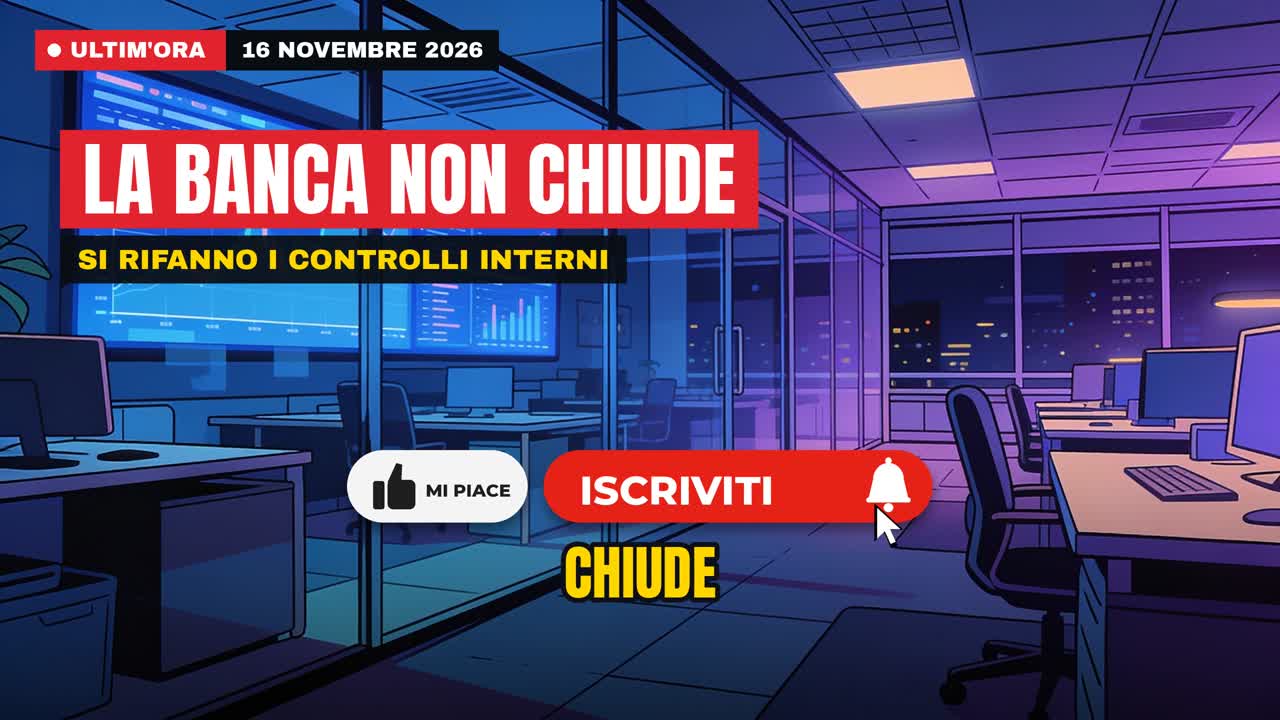 ULTIM'ORA 16 NOVEMBRE 2026
LA BANCA NON CHIUDE
SI RIFANNO I CONTROLLI INTERNI
MI PIACE ISCRIVITI
CHIUDE